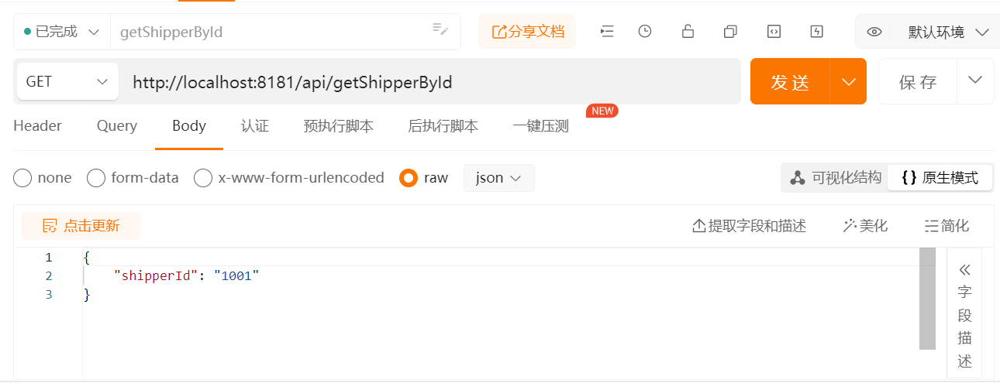 已完成 getShipperById 分享文档 默认环境
GET http://localhost:8181/api/getShipperById 发送 保存
Header Query Body 认证 预执行脚本 后执行脚本 一键压测 NEW
none form-data x-www-form-urlencoded raw json 可视化结构 {} 原生模式
点击更新 提取字段和描述 美化 简化
1 {
2 "shipperId": "1001"
3 }
字
段
描
述